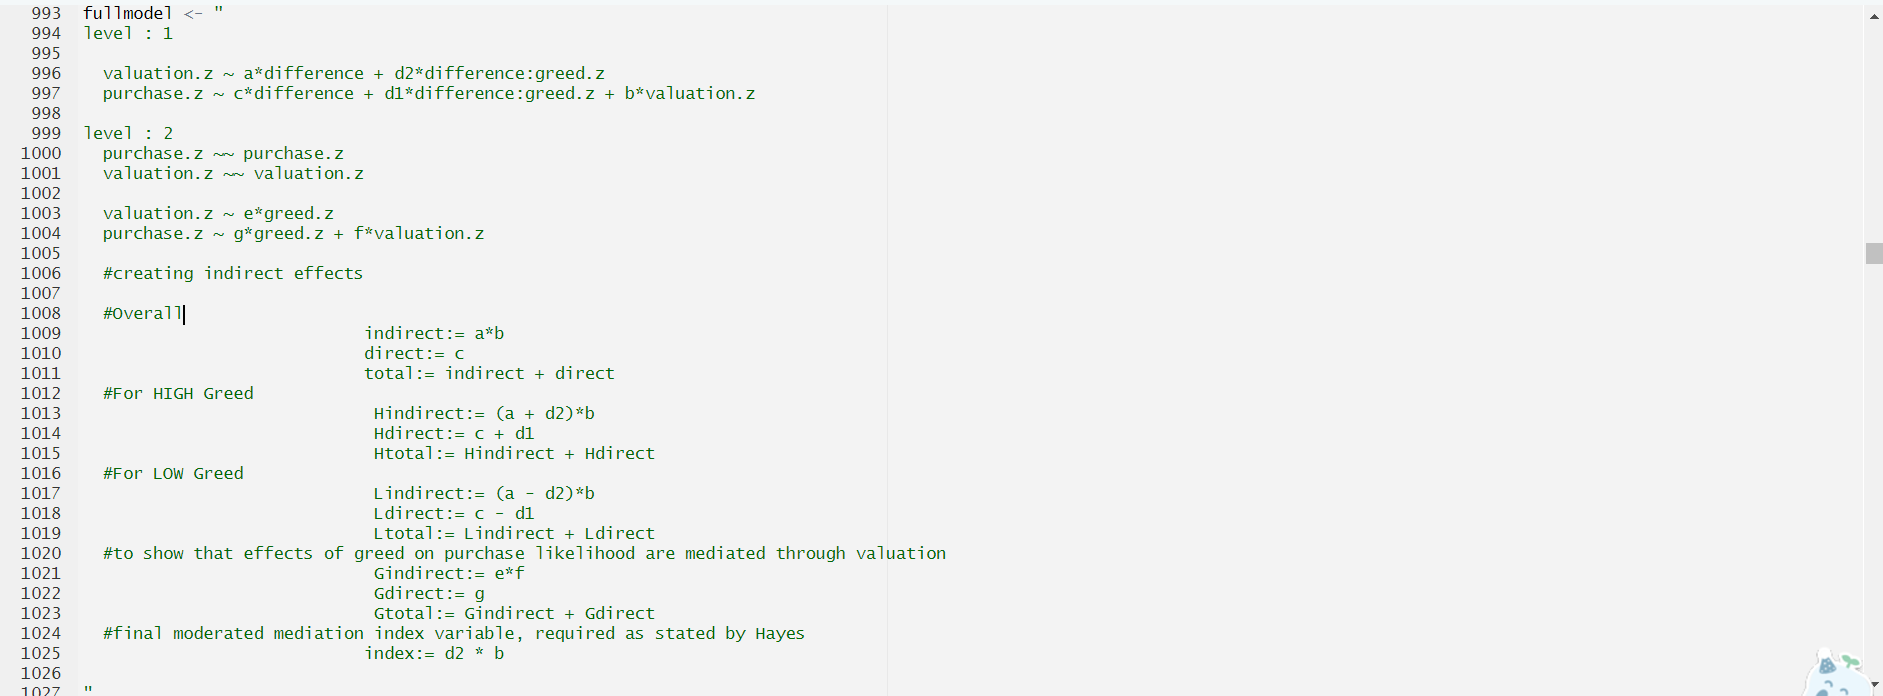 993 fullmodel <- "
994 level : 1
995
996 valuation.z ~ a*difference + d2*difference:greed.z
997 purchase.z ~ c*difference + d1*difference:greed.z + b*valuation.z
998
999 level : 2
1000 purchase.z ~~ purchase.z
1001 valuation.z ~~ valuation.z
1002
1003 valuation.z ~ e*greed.z
1004 purchase.z ~ g*greed.z + f*valuation.z
1005
1006 #creating indirect effects
1007
1008 #Overall
1009 indirect:= a*b
1010 direct:= c
1011 total:= indirect + direct
1012 #For HIGH Greed
1013 Hindirect:= (a + d2)*b
1014 Hdirect:= c + d1
1015 Htotal:= Hindirect + Hdirect
1016 #For LOW Greed
1017 Lindirect:= (a - d2)*b
1018 Ldirect:= c - d1
1019 Ltotal:= Lindirect + Ldirect
1020 #to show that effects of greed on purchase likelihood are mediated through valuation
1021 Gindirect:= e*f
1022 Gdirect:= g
1023 Gtotal:= Gindirect + Gdirect
1024 #final moderated mediation index variable, required as stated by Hayes
1025 index:= d2 * b
1026
1027 "